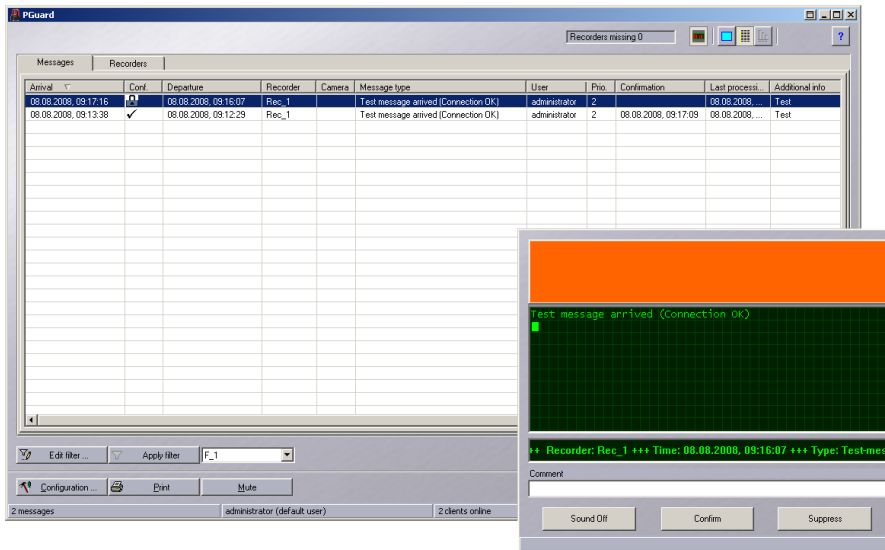 PGuard
Recorders missing 0
?
Messages Recorders
Arrival Conf. Departure Recorder Camera Message type User Prio. Confirmation Last processi... Additional info
08.08.2008, 09:17:16 08.08.2008, 09:16:07 Rec_1 Test message arrived (Connection OK) administrator 2 08.08.2008, ... Test
08.08.2008, 09:13:38 ✓ 08.08.2008, 09:12:29 Rec_1 Test message arrived (Connection OK) administrator 2 08.08.2008, 09:17:09 08.08.2008, ... Test
Edit filter ... Apply filter F_1
Configuration ... Print Mute
2 messages administrator (default user) 2 clients online
Test message arrived (Connection OK)
++ Recorder: Rec_1 +++ Time: 08.08.2008, 09:16:07 +++ Type: Test-mes
Comment
Sound Off Confirm Suppress